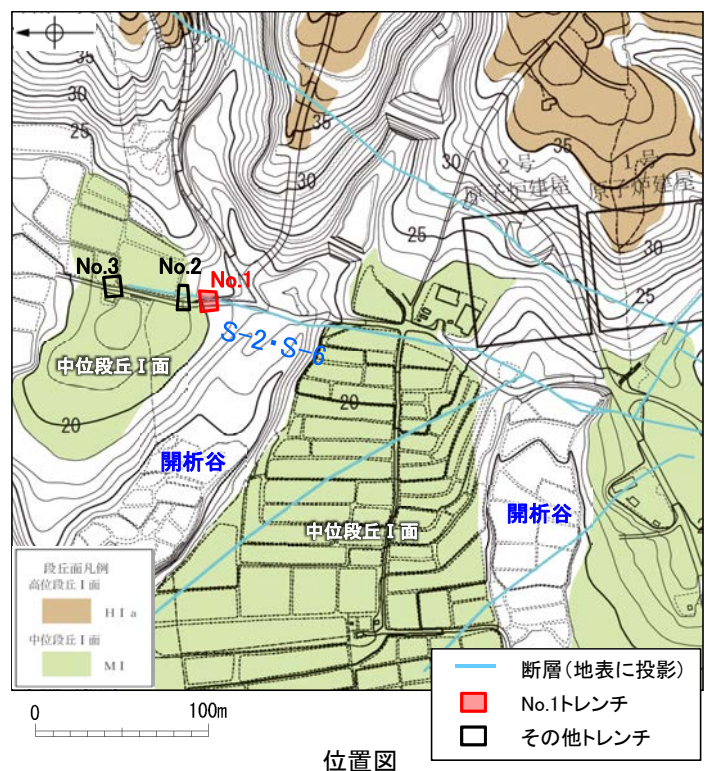 35
30
25
35
30
30
25
35
2号
原子炉建屋
1号
原子炉建屋
30
25
No.3
No.2
No.1
S-2・S-6
中位段丘Ⅰ面
20
20
開析谷
中位段丘Ⅰ面
開析谷
段丘面凡例
高位段丘Ⅰ面
HⅠa
中位段丘Ⅰ面
MⅠ
断層(地表に投影)
No.1トレンチ
その他トレンチ
0 100m
位置図